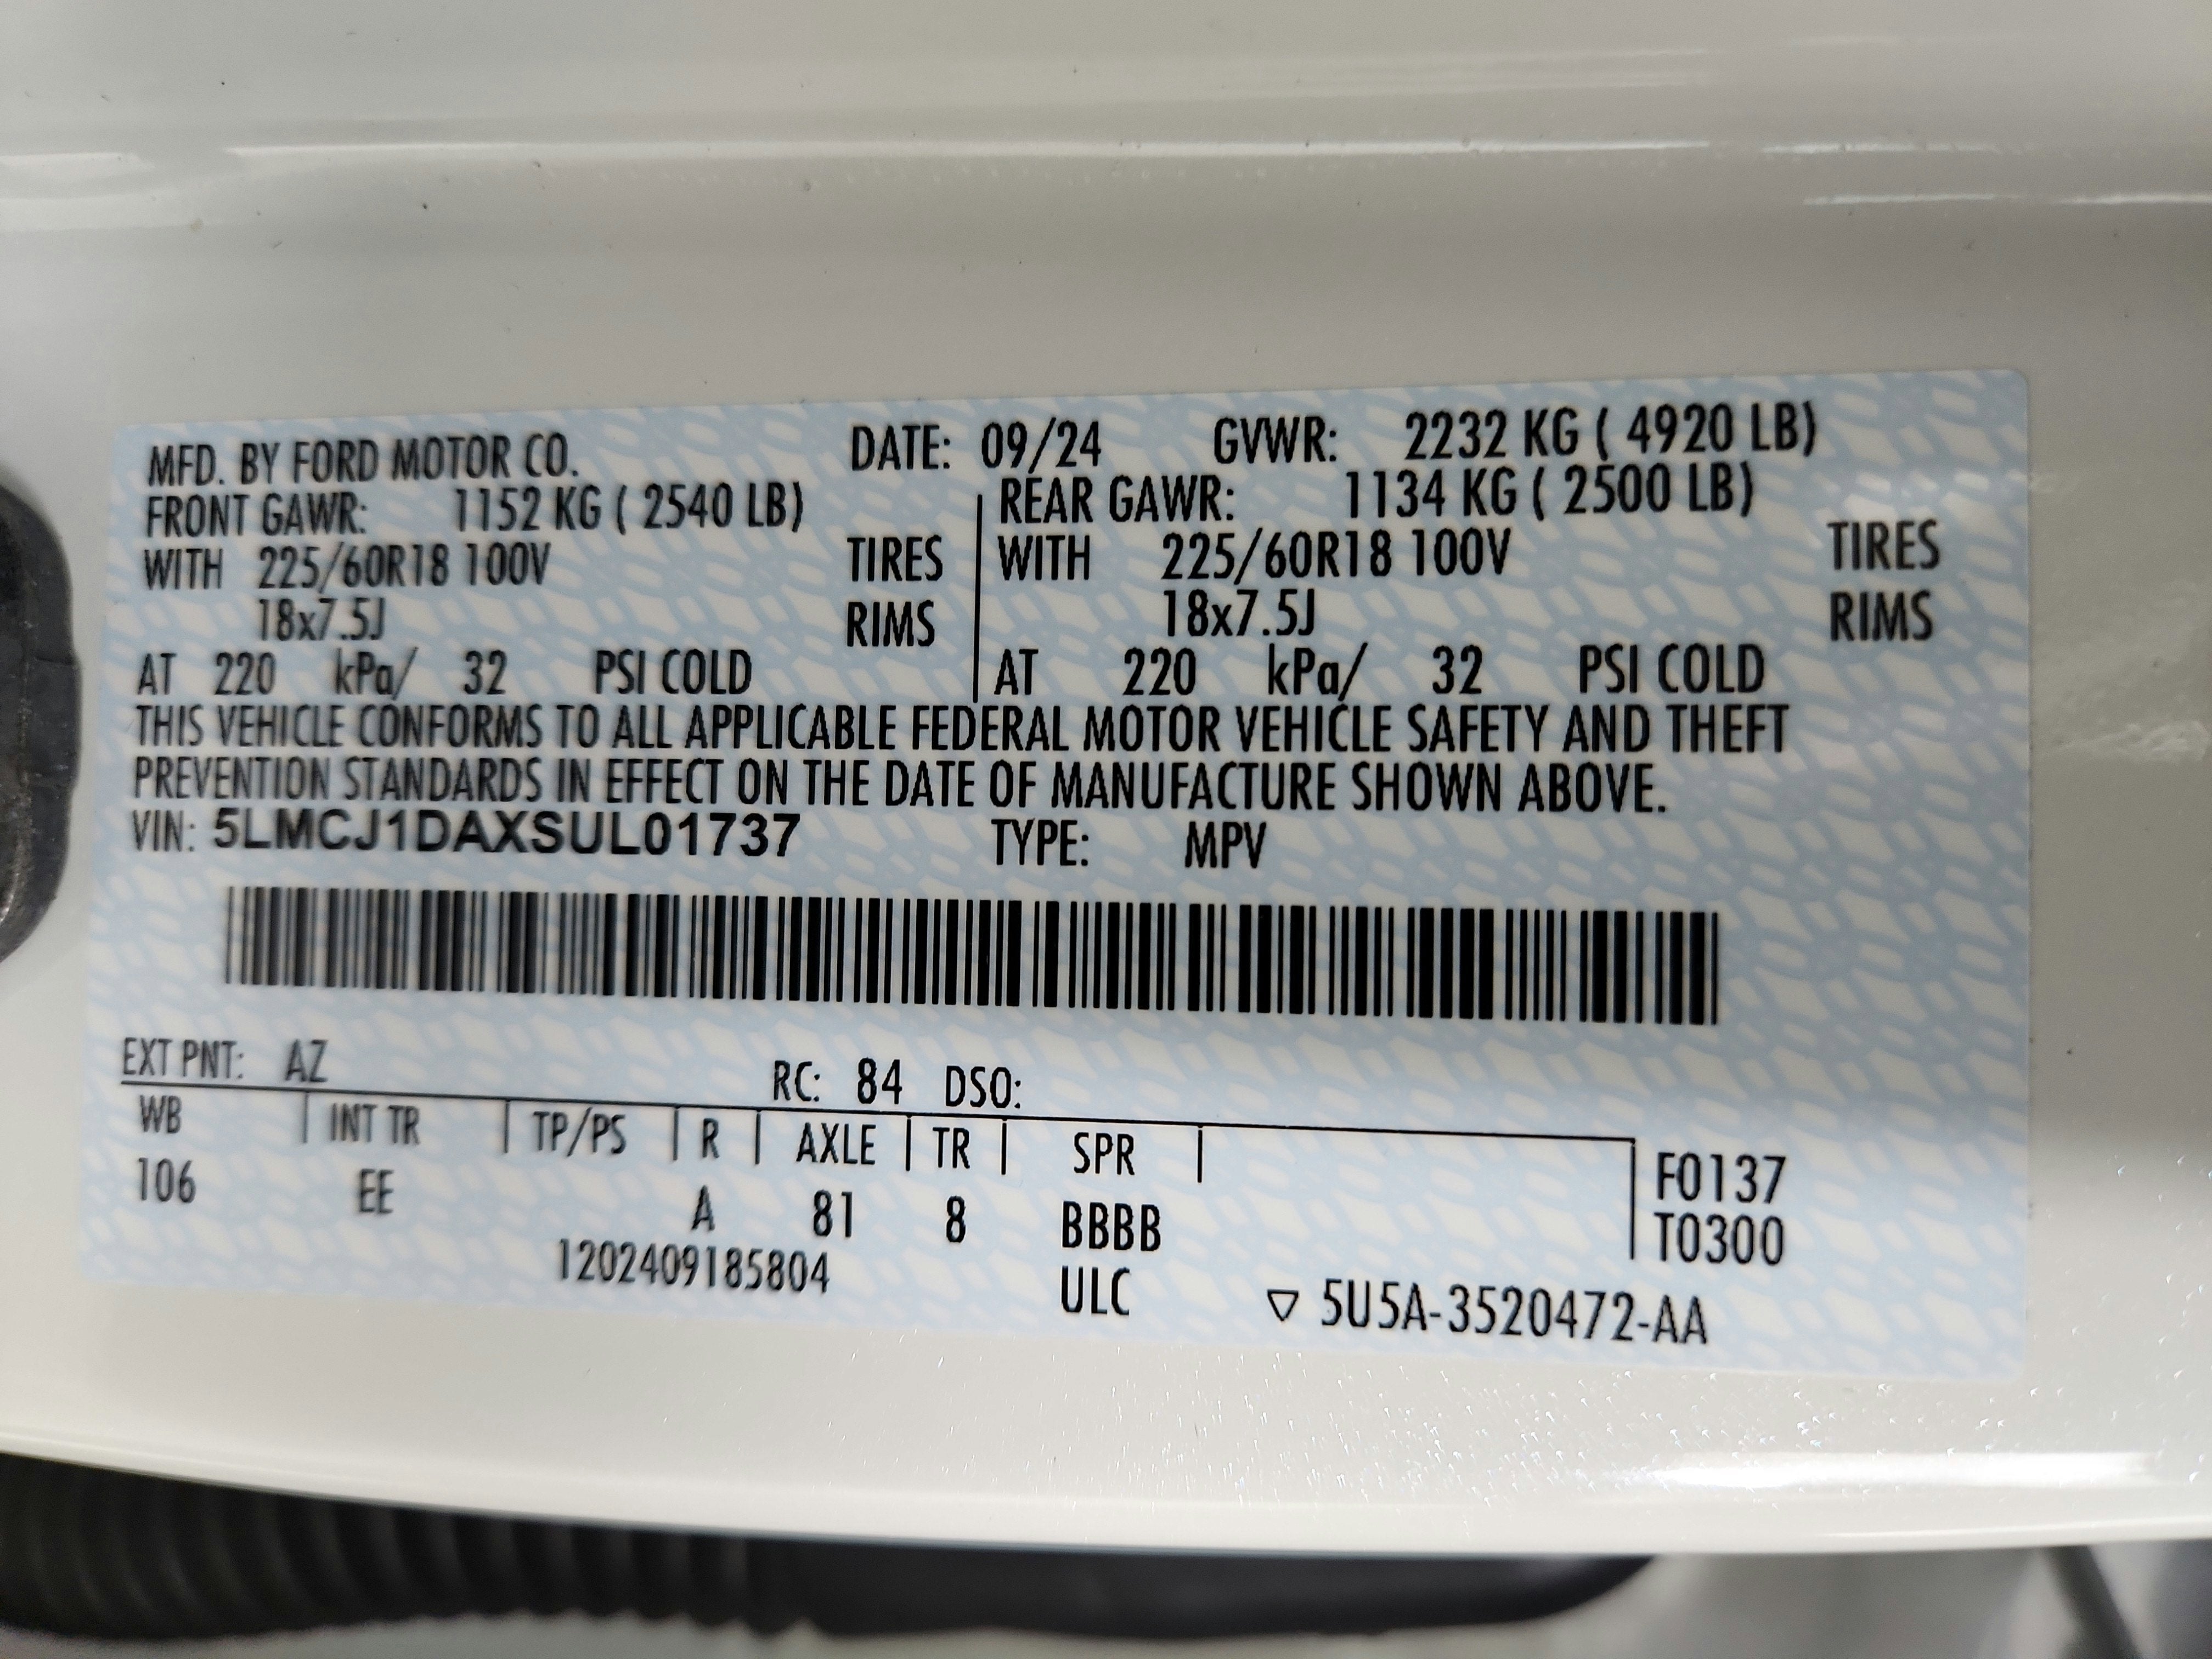 MFD. BY FORD MOTOR CO. DATE: 09/24 GVWR: 2232 KG ( 4920 LB)
FRONT GAWR: 1152 KG ( 2540 LB) REAR GAWR: 1134 KG ( 2500 LB)
WITH 225/60R18 100V TIRES WITH 225/60R18 100V TIRES
18x7.5J RIMS 18x7.5J RIMS
AT 220 kPa/ 32 PSI COLD AT 220 kPa/ 32 PSI COLD
THIS VEHICLE CONFORMS TO ALL APPLICABLE FEDERAL MOTOR VEHICLE SAFETY AND THEFT
PREVENTION STANDARDS IN EFFECT ON THE DATE OF MANUFACTURE SHOWN ABOVE.
VIN: 5LMCJ1DAXSUL01737 TYPE: MPV
EXT PNT: AZ RC: 84 DSO:
WB INT TR TP/PS R AXLE TR SPR F0137
106 EE A 81 8 BBBB T0300
1202409185804 ULC ▽ 5U5A-3520472-AA